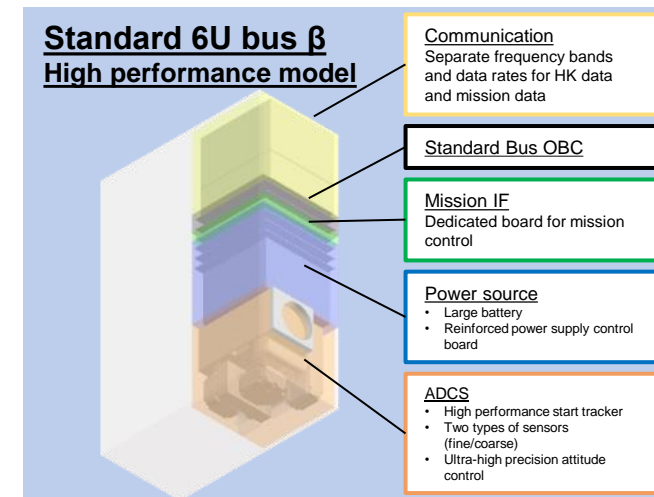 Standard 6U bus β
High performance model
Communication
Separate frequency bands
and data rates for HK data
and mission data
Standard Bus OBC
Mission IF
Dedicated board for mission
control
Power source
• Large battery
• Reinforced power supply control
board
ADCS
• High performance start tracker
• Two types of sensors
(fine/coarse)
• Ultra-high precision attitude
control